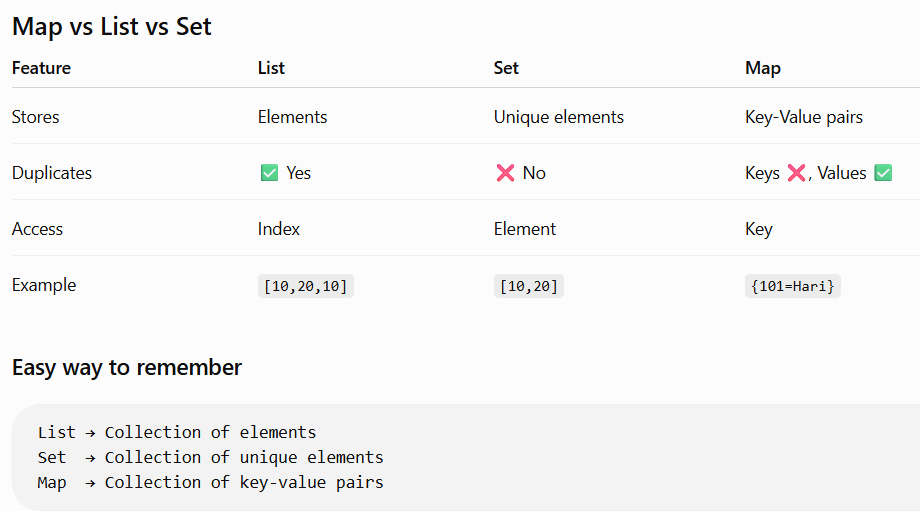 Map vs List vs Set
Feature List Set Map
Stores Elements Unique elements Key-Value pairs
Duplicates ✅ Yes ❌ No Keys ❌, Values ✅
Access Index Element Key
Example [10,20,10] [10,20] {101=Hari}
Easy way to remember
List → Collection of elements
Set → Collection of unique elements
Map → Collection of key-value pairs